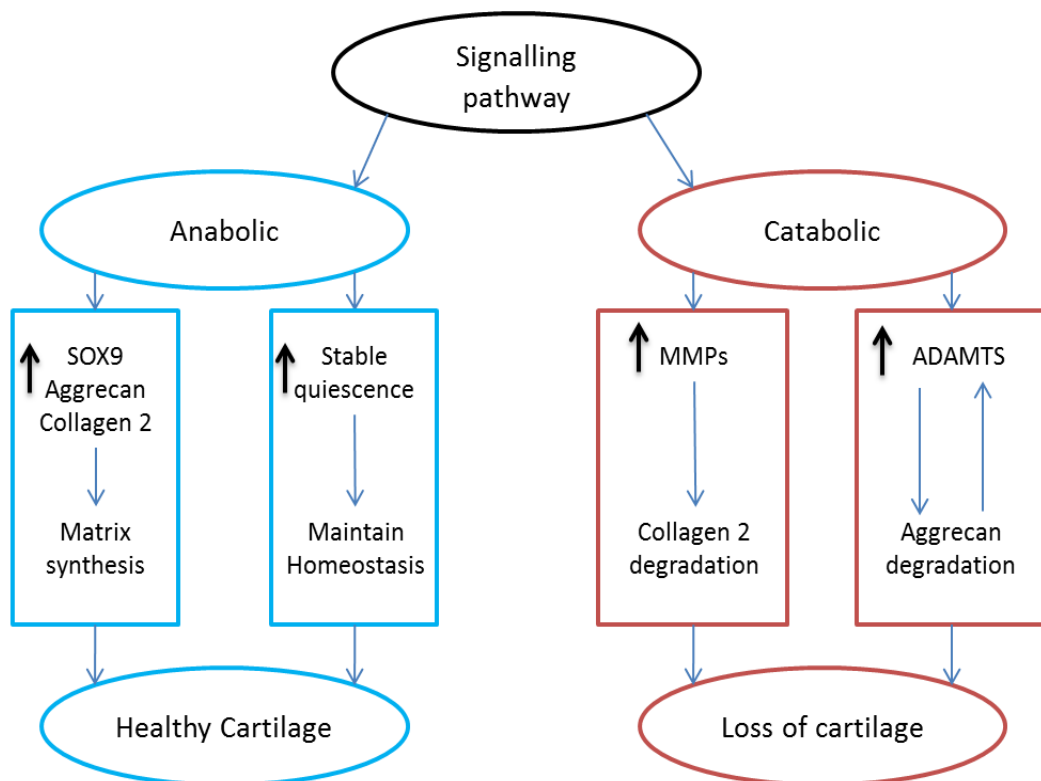 Signalling
pathway
Anabolic
Catabolic
SOX9
Aggrecan
Collagen 2
Matrix
synthesis
Stable
quiescence
Maintain
Homeostasis
MMPs
Collagen 2
degradation
ADAMTS
Aggrecan
degradation
Healthy Cartilage
Loss of cartilage